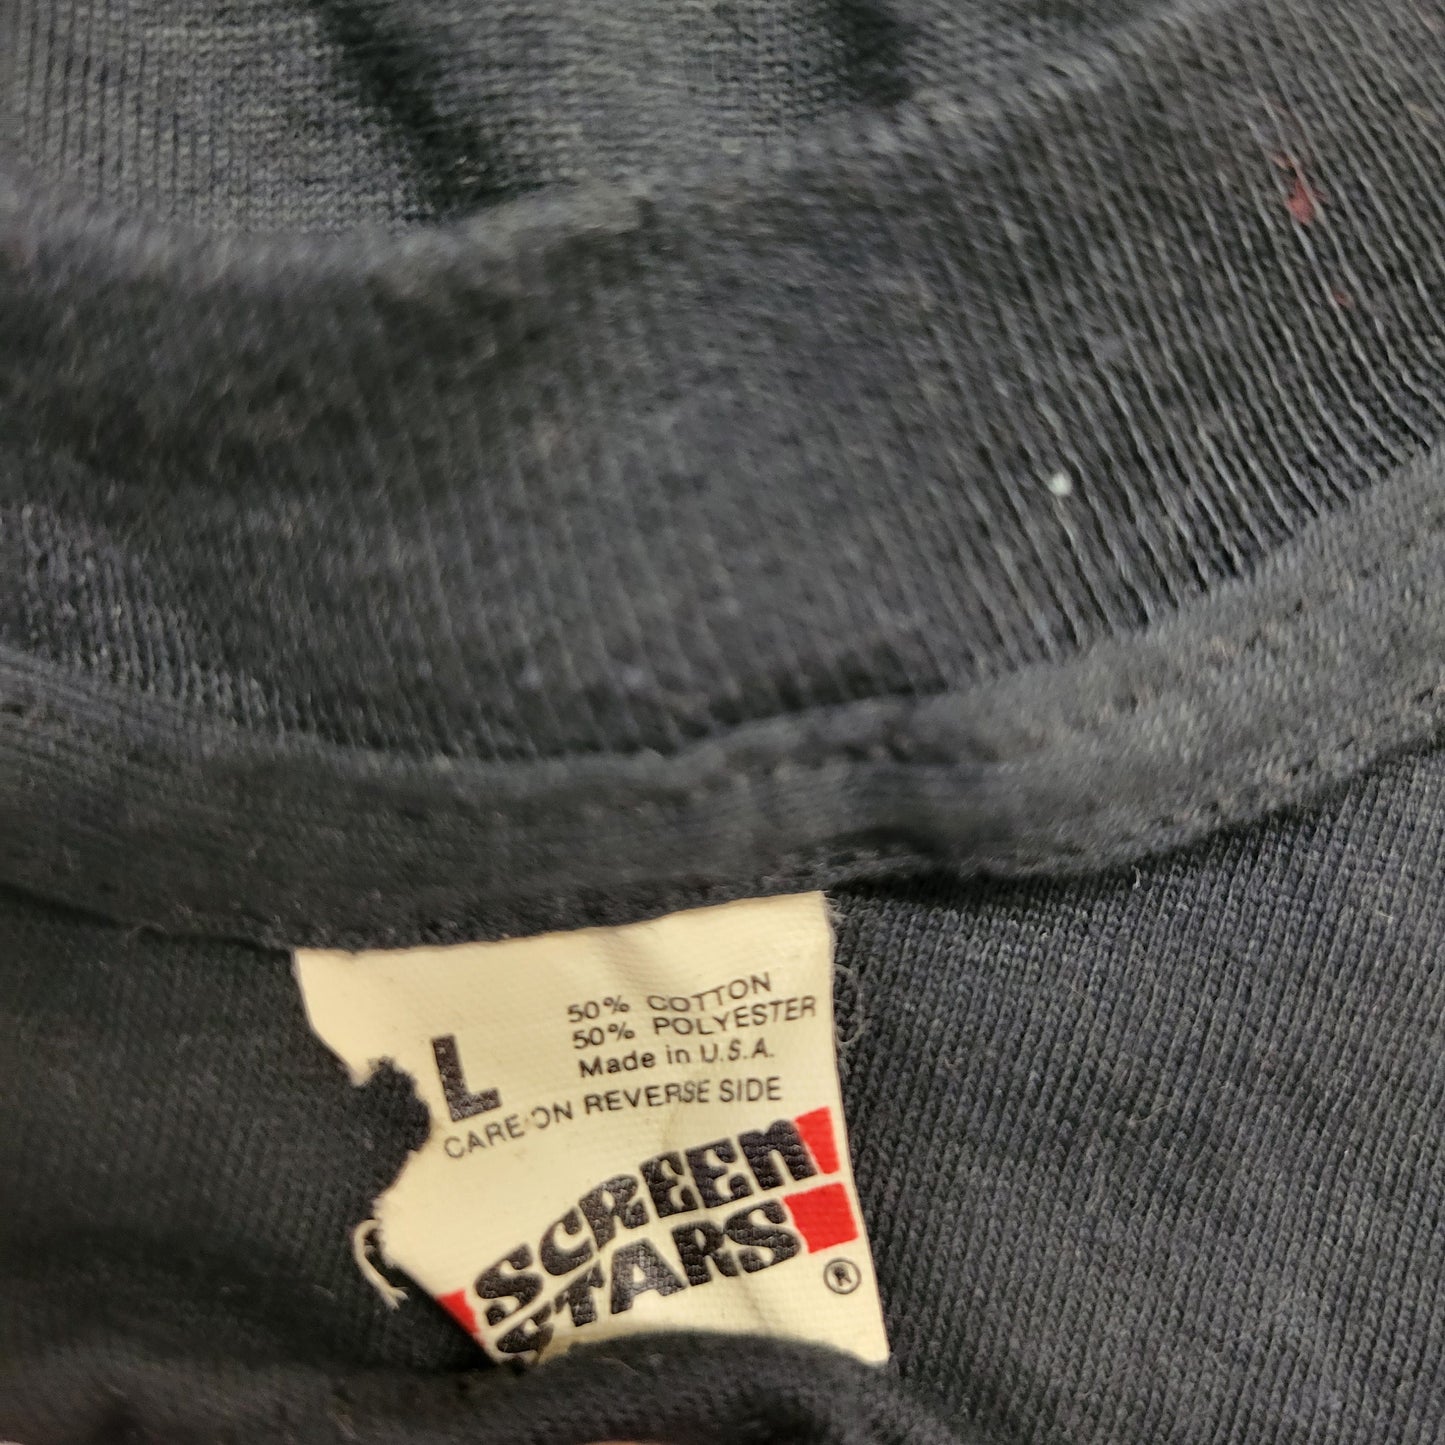 50% COTTON
50% POLYESTER
L Made in U.S.A.
CARE ON REVERSE SIDE
SCREEN
STARS
®